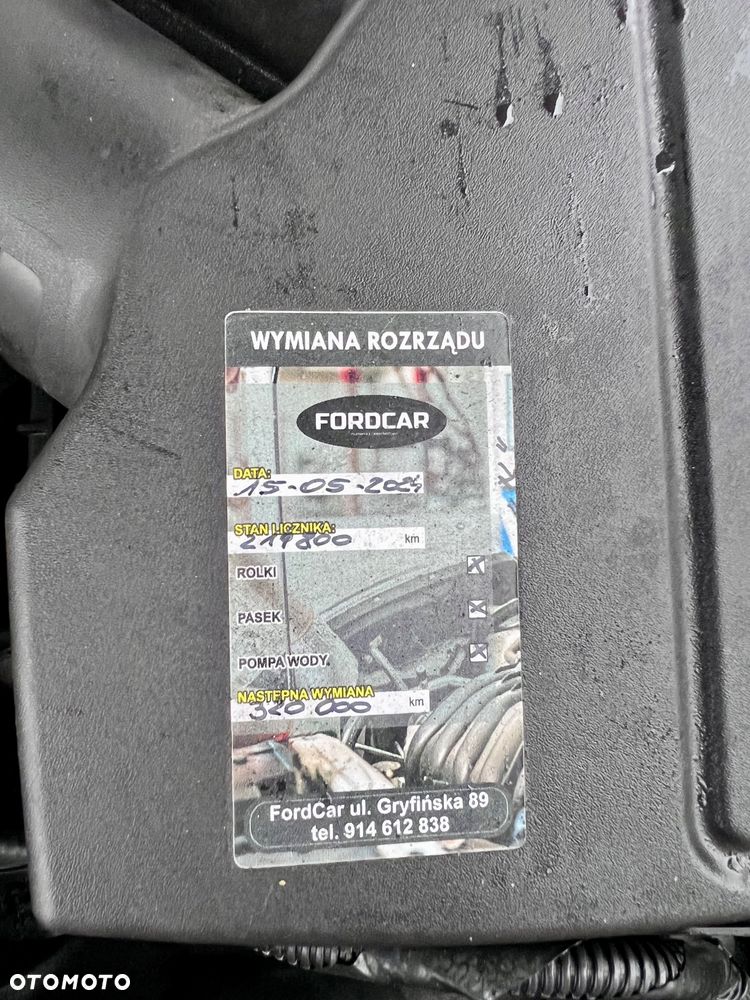 WYMIANA ROZRZĄDU
FORDCAR
DATA:
15-05-2024
STAN LICZNIKA:
219800 km
ROLKI
PASEK
POMPA WODY
NASTĘPNA WYMIANA
320 000 km
FordCar ul. Gryfińska 89
tel. 914 612 838
OTOMOTO